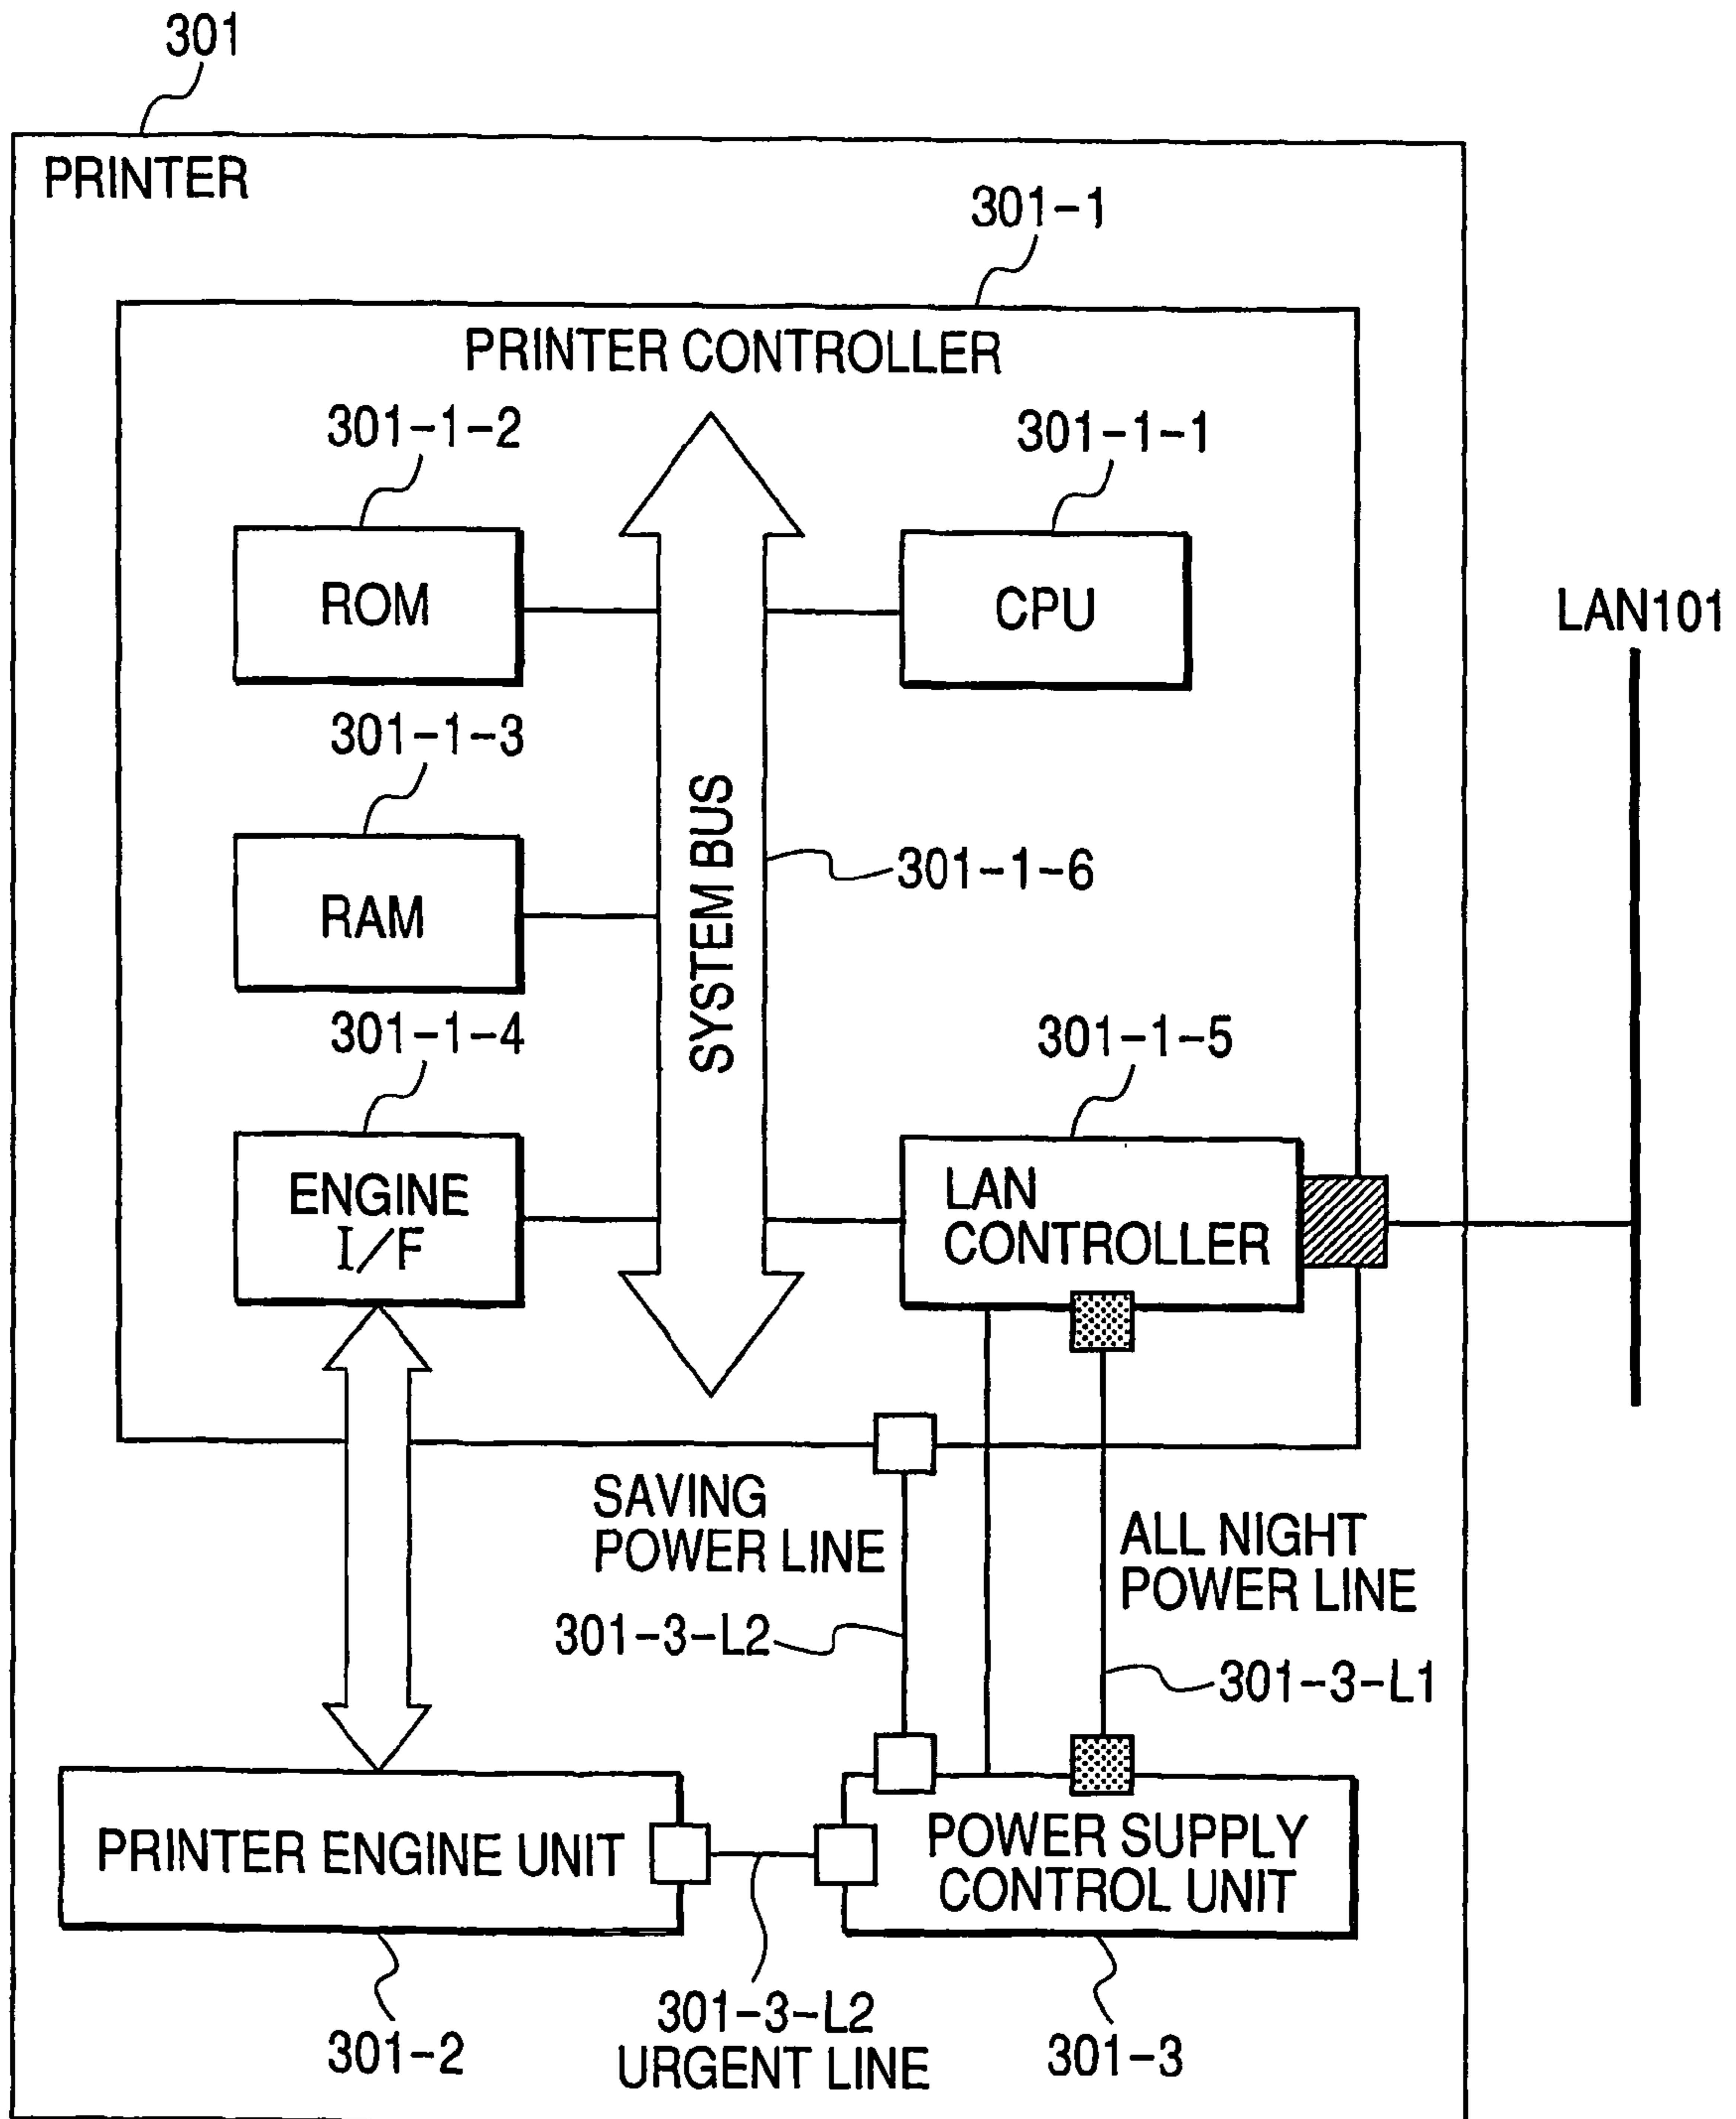 301
PRINTER
301-1
PRINTER CONTROLLER
301-1-2
301-1-1
ROM
CPU
LAN101
301-1-3
RAM
SYSTEM BUS
301-1-6
301-1-4
301-1-5
ENGINE
I/F
LAN
CONTROLLER
SAVING
POWER LINE
ALL NIGHT
POWER LINE
301-3-L2
301-3-L1
PRINTER ENGINE UNIT
POWER SUPPLY
CONTROL UNIT
301-2
301-3-L2
URGENT LINE
301-3